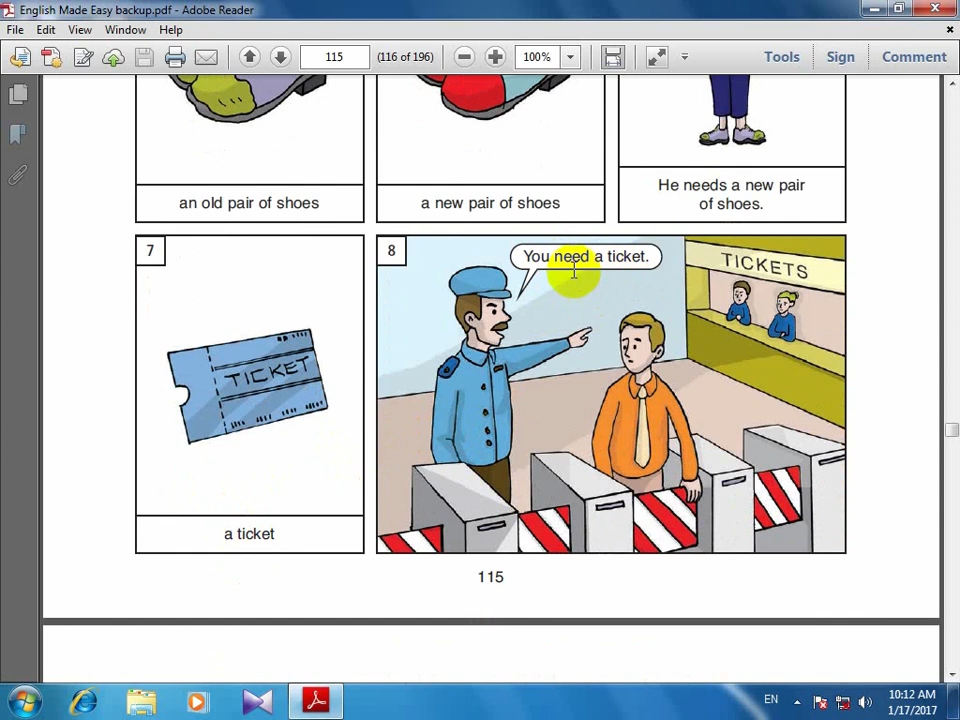 English Made Easy backup.pdf - Adobe Reader
File Edit View Window Help
115 (116 of 196) 100% Tools Sign Comment
an old pair of shoes
a new pair of shoes
He needs a new pair
of shoes.
7
TICKET
a ticket
8
You need a ticket.
TICKETS
115
EN
10:12 AM
1/17/2017